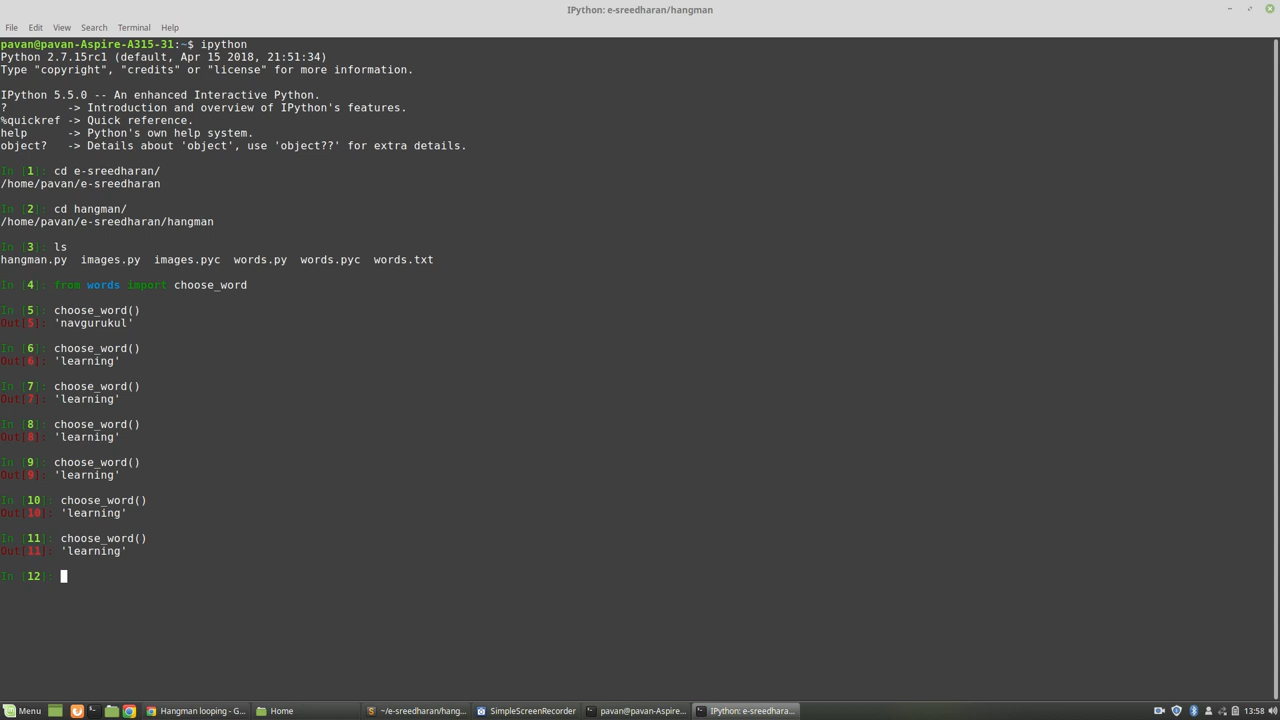 IPython: e-sreedharan/hangman
File Edit View Search Terminal Help
pavan@pavan-Aspire-A315-31:~$ ipython
Python 2.7.15rc1 (default, Apr 15 2018, 21:51:34)
Type "copyright", "credits" or "license" for more information.
IPython 5.5.0 -- An enhanced Interactive Python.
?         -> Introduction and overview of IPython's features.
%quickref -> Quick reference.
help      -> Python's own help system.
object?   -> Details about 'object', use 'object??' for extra details.
In [1]: cd e-sreedharan/
/home/pavan/e-sreedharan
In [2]: cd hangman/
/home/pavan/e-sreedharan/hangman
In [3]: ls
hangman.py  images.py  images.pyc  words.py  words.pyc  words.txt
In [4]: from words import choose_word
In [5]: choose_word()
Out[5]: 'navgurukul'
In [6]: choose_word()
Out[6]: 'learning'
In [7]: choose_word()
Out[7]: 'learning'
In [8]: choose_word()
Out[8]: 'learning'
In [9]: choose_word()
Out[9]: 'learning'
In [10]: choose_word()
Out[10]: 'learning'
In [11]: choose_word()
Out[11]: 'learning'
In [12]:
Menu Hangman looping - G... Home ~/e-sreedharan/hang... SimpleScreenRecorder pavan@pavan-Aspire... IPython: e-sreedhara... 13:58